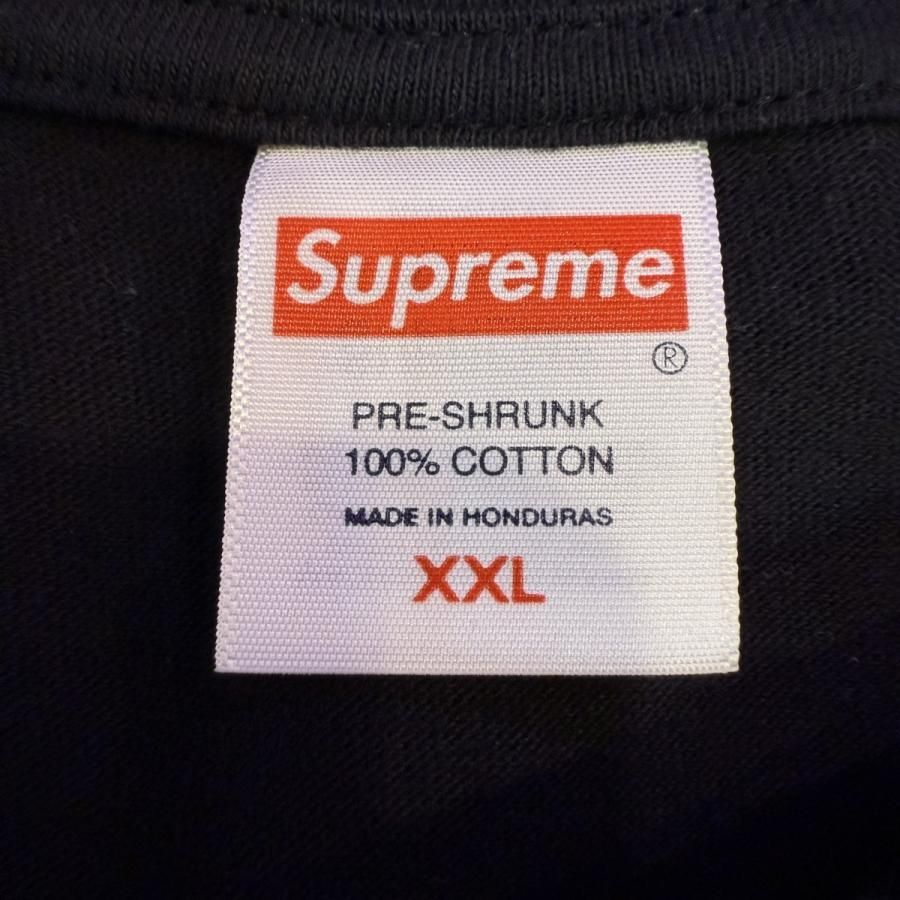 Supreme
®
PRE-SHRUNK
100% COTTON
MADE IN HONDURAS
XXL